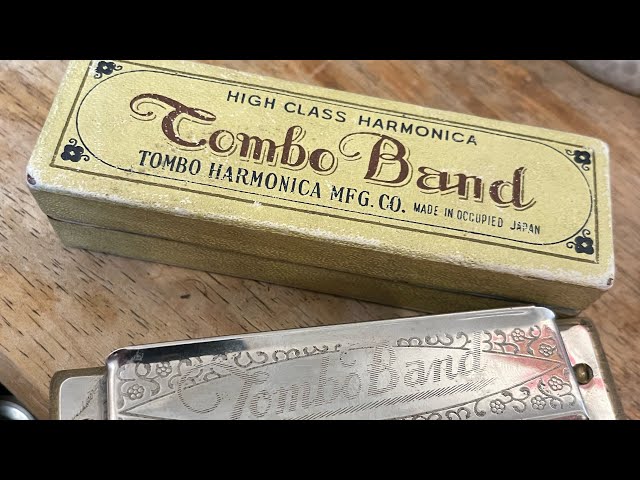 HIGH CLASS HARMONICA
Tombo Band
TOMBO HARMONICA MFG. CO. MADE IN OCCUPIED JAPAN
Tombo Band